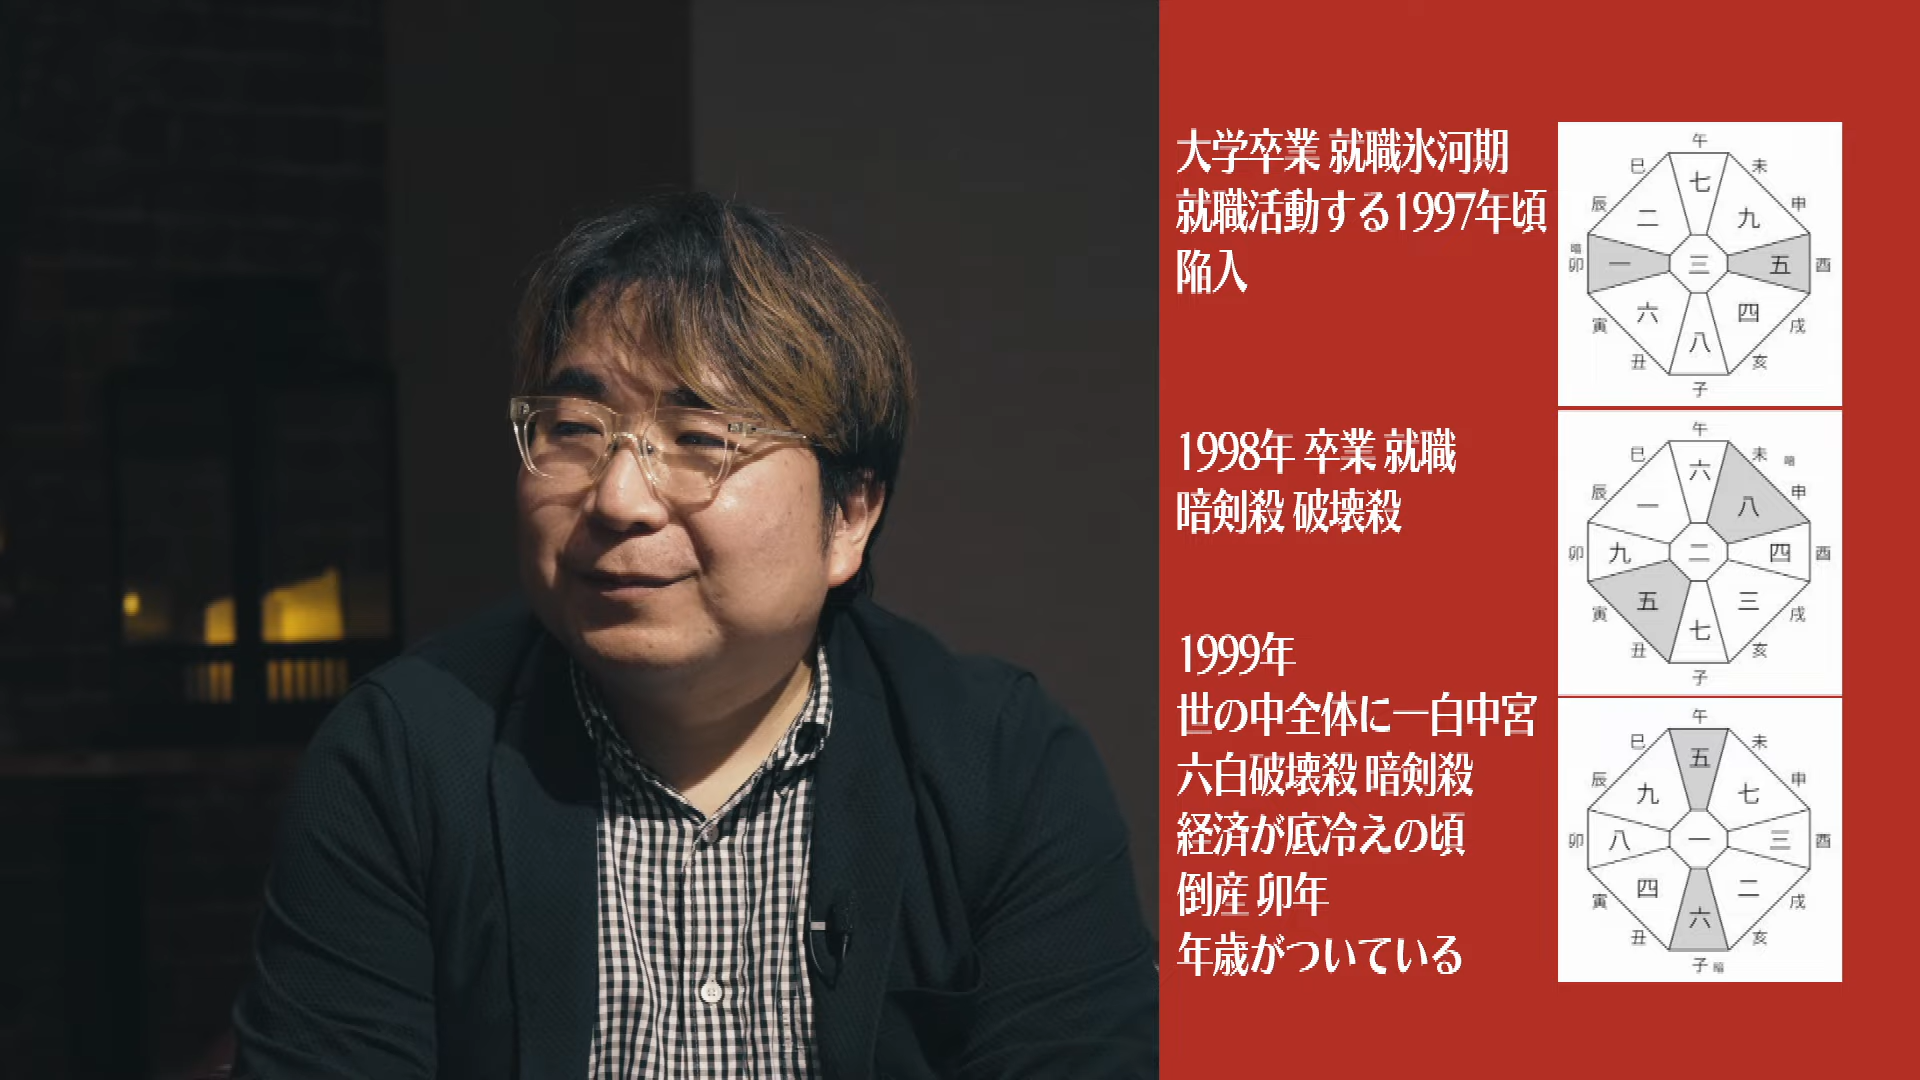 大学卒業 就職氷河期
就職活動する1997年頃
陥入
1998年 卒業 就職
暗剣殺 破壊殺
1999年
世の中全体に一白中宮
六白破壊殺 暗剣殺
経済が底冷えの頃
倒産 卯年
年歳がついている
午
巳 未
七
辰 二 九 申
暗
卯 一 三 五 酉
六 四
寅 八 戌
丑 亥
子
午
巳 未 暗
六
辰 一 八 申
卯 九 二 四 酉
五 三
寅 七 戌
丑 亥
子
午
巳 未
五
辰 九 七 申
卯 八 一 三 酉
四 二
寅 六 戌
丑 亥
子 暗